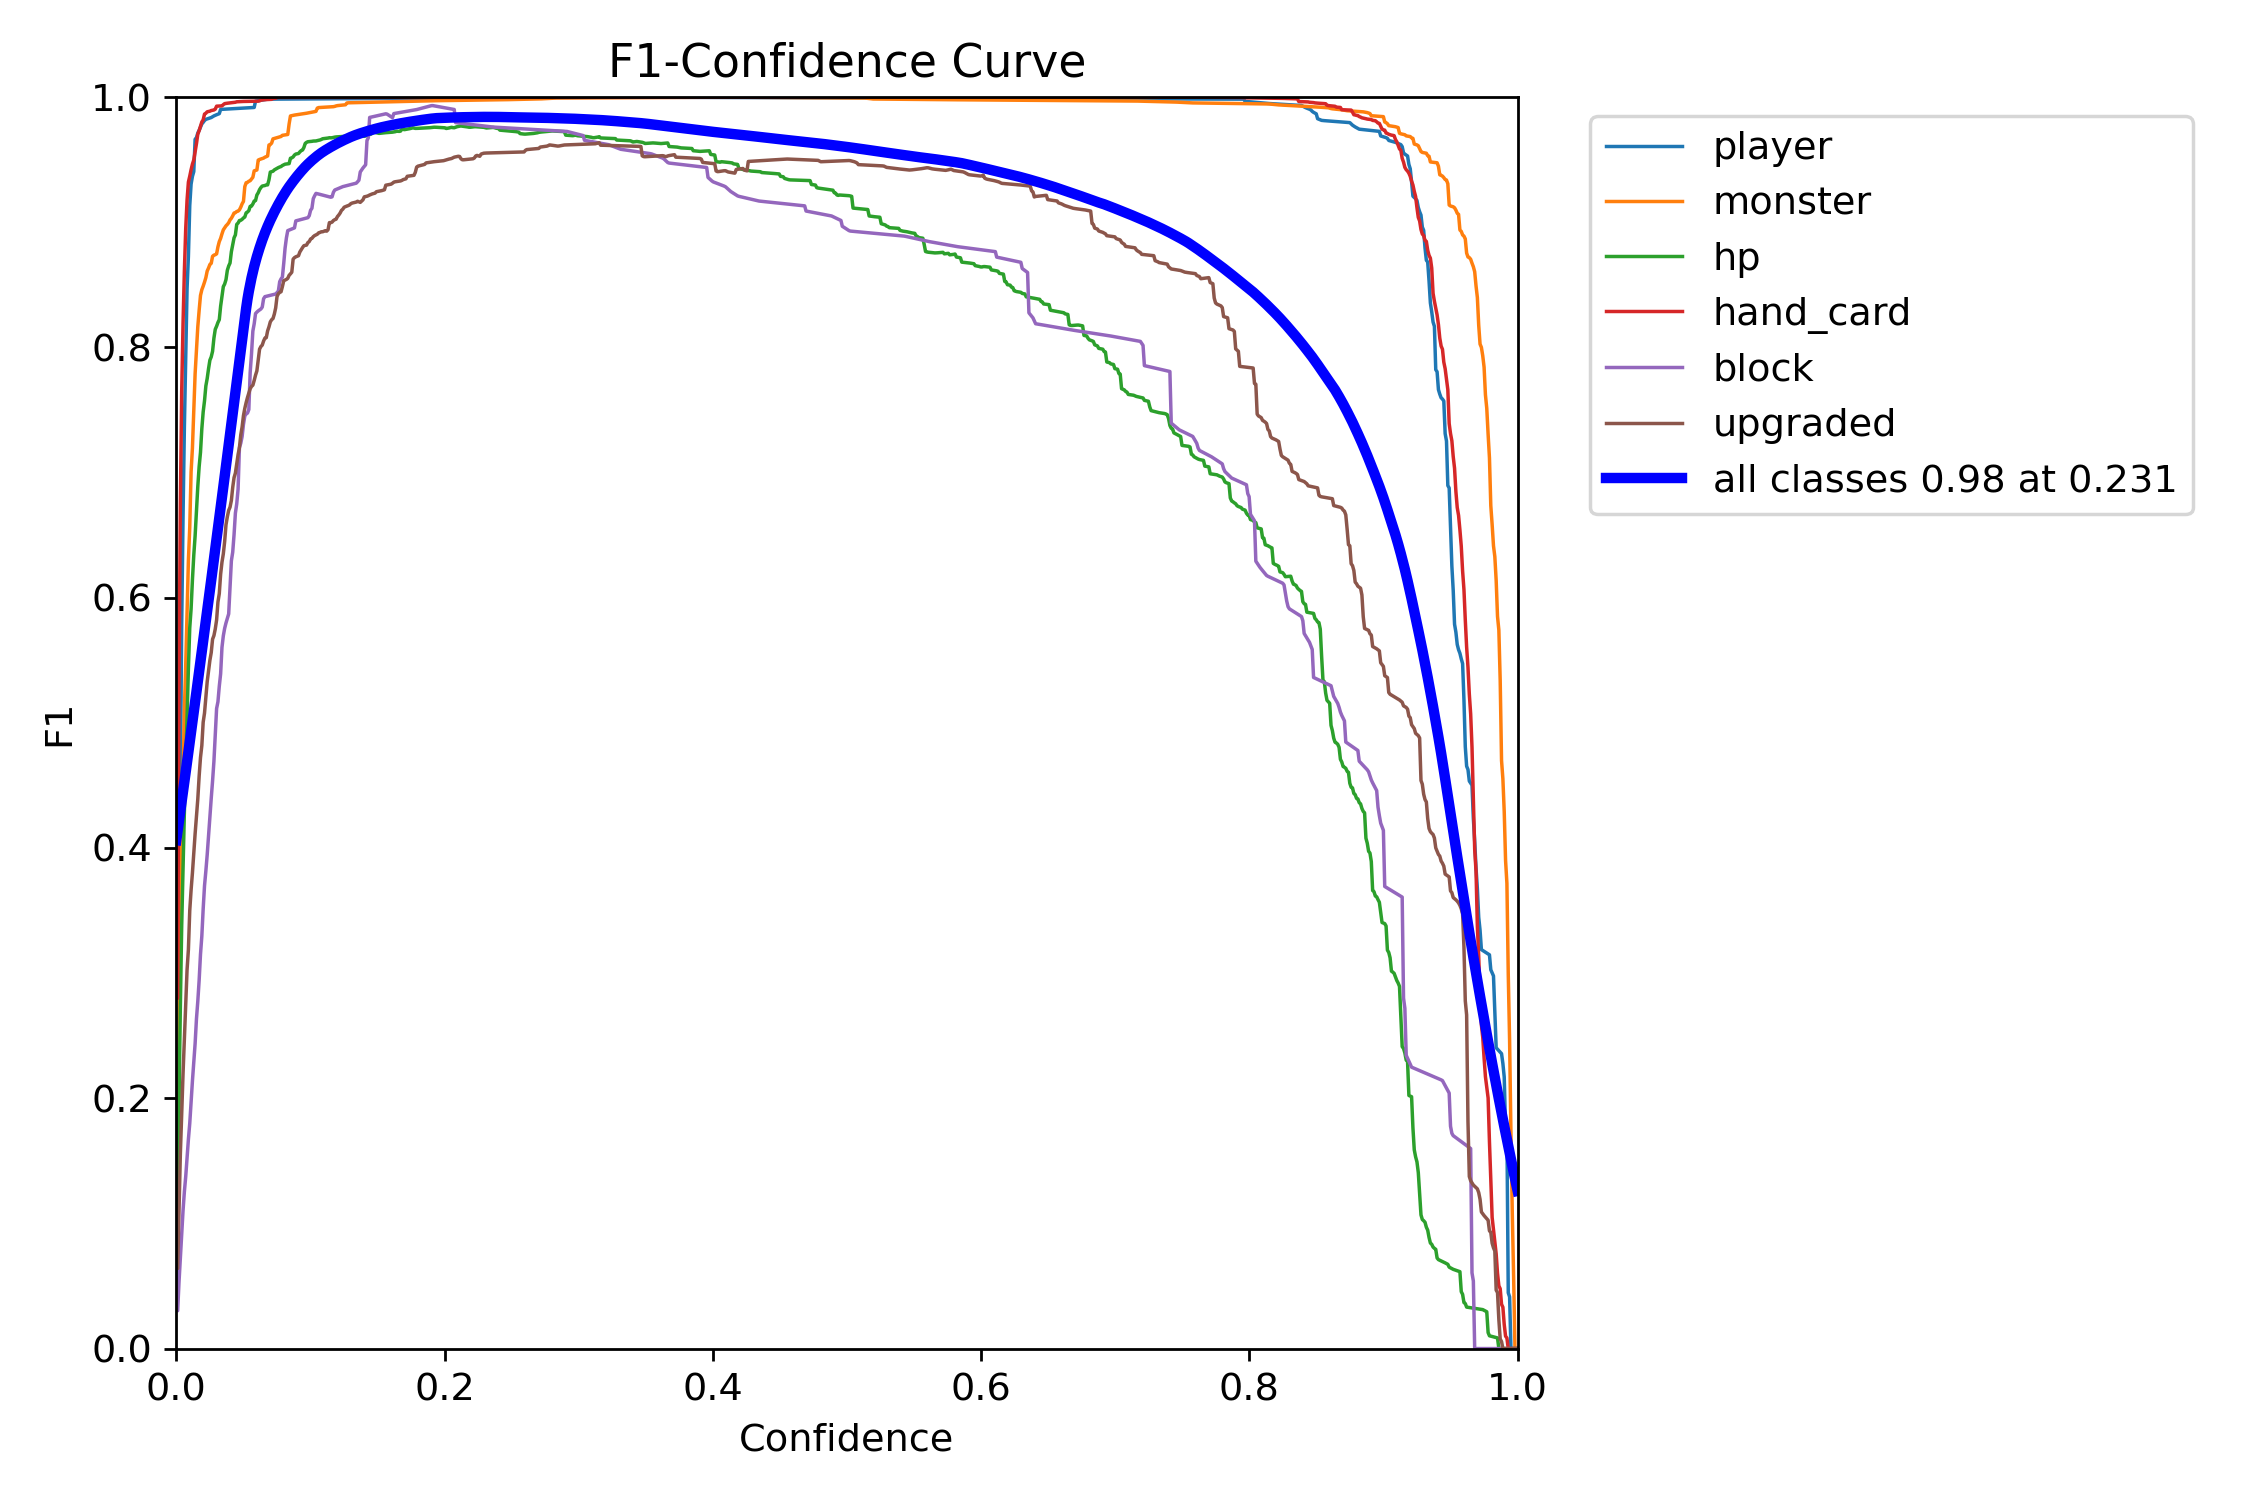 F1-Confidence Curve
1.0
0.8
0.6
0.4
0.2
0.0
F1
0.0 0.2 0.4 0.6 0.8 1.0
Confidence
player
monster
hp
hand_card
block
upgraded
all classes 0.98 at 0.231